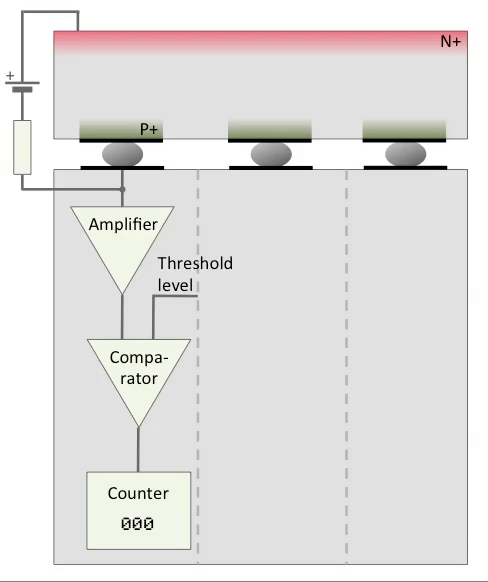 N+
+
P+
Amplifier
Threshold
level
Compa-
rator
Counter
000